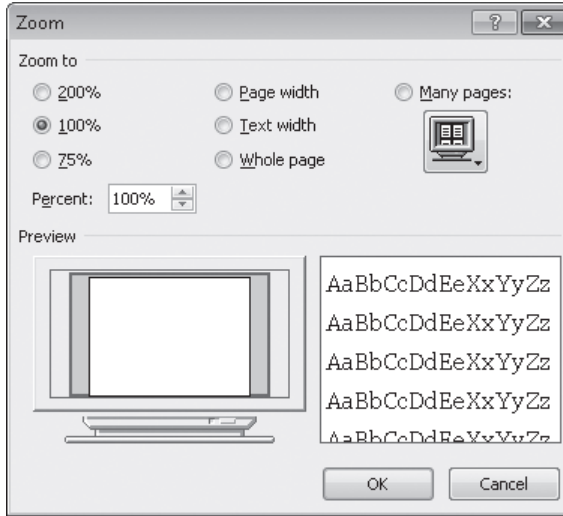 Zoom
Zoom to
200% Page width Many pages:
100% Text width
75% Whole page
Percent: 100%
Preview
AaBbCcDdEeXxYyZz
AaBbCcDdEeXxYyZz
AaBbCcDdEeXxYyZz
AaBbCcDdEeXxYyZz
AaBbCcDdEeXxYyZz
OK Cancel